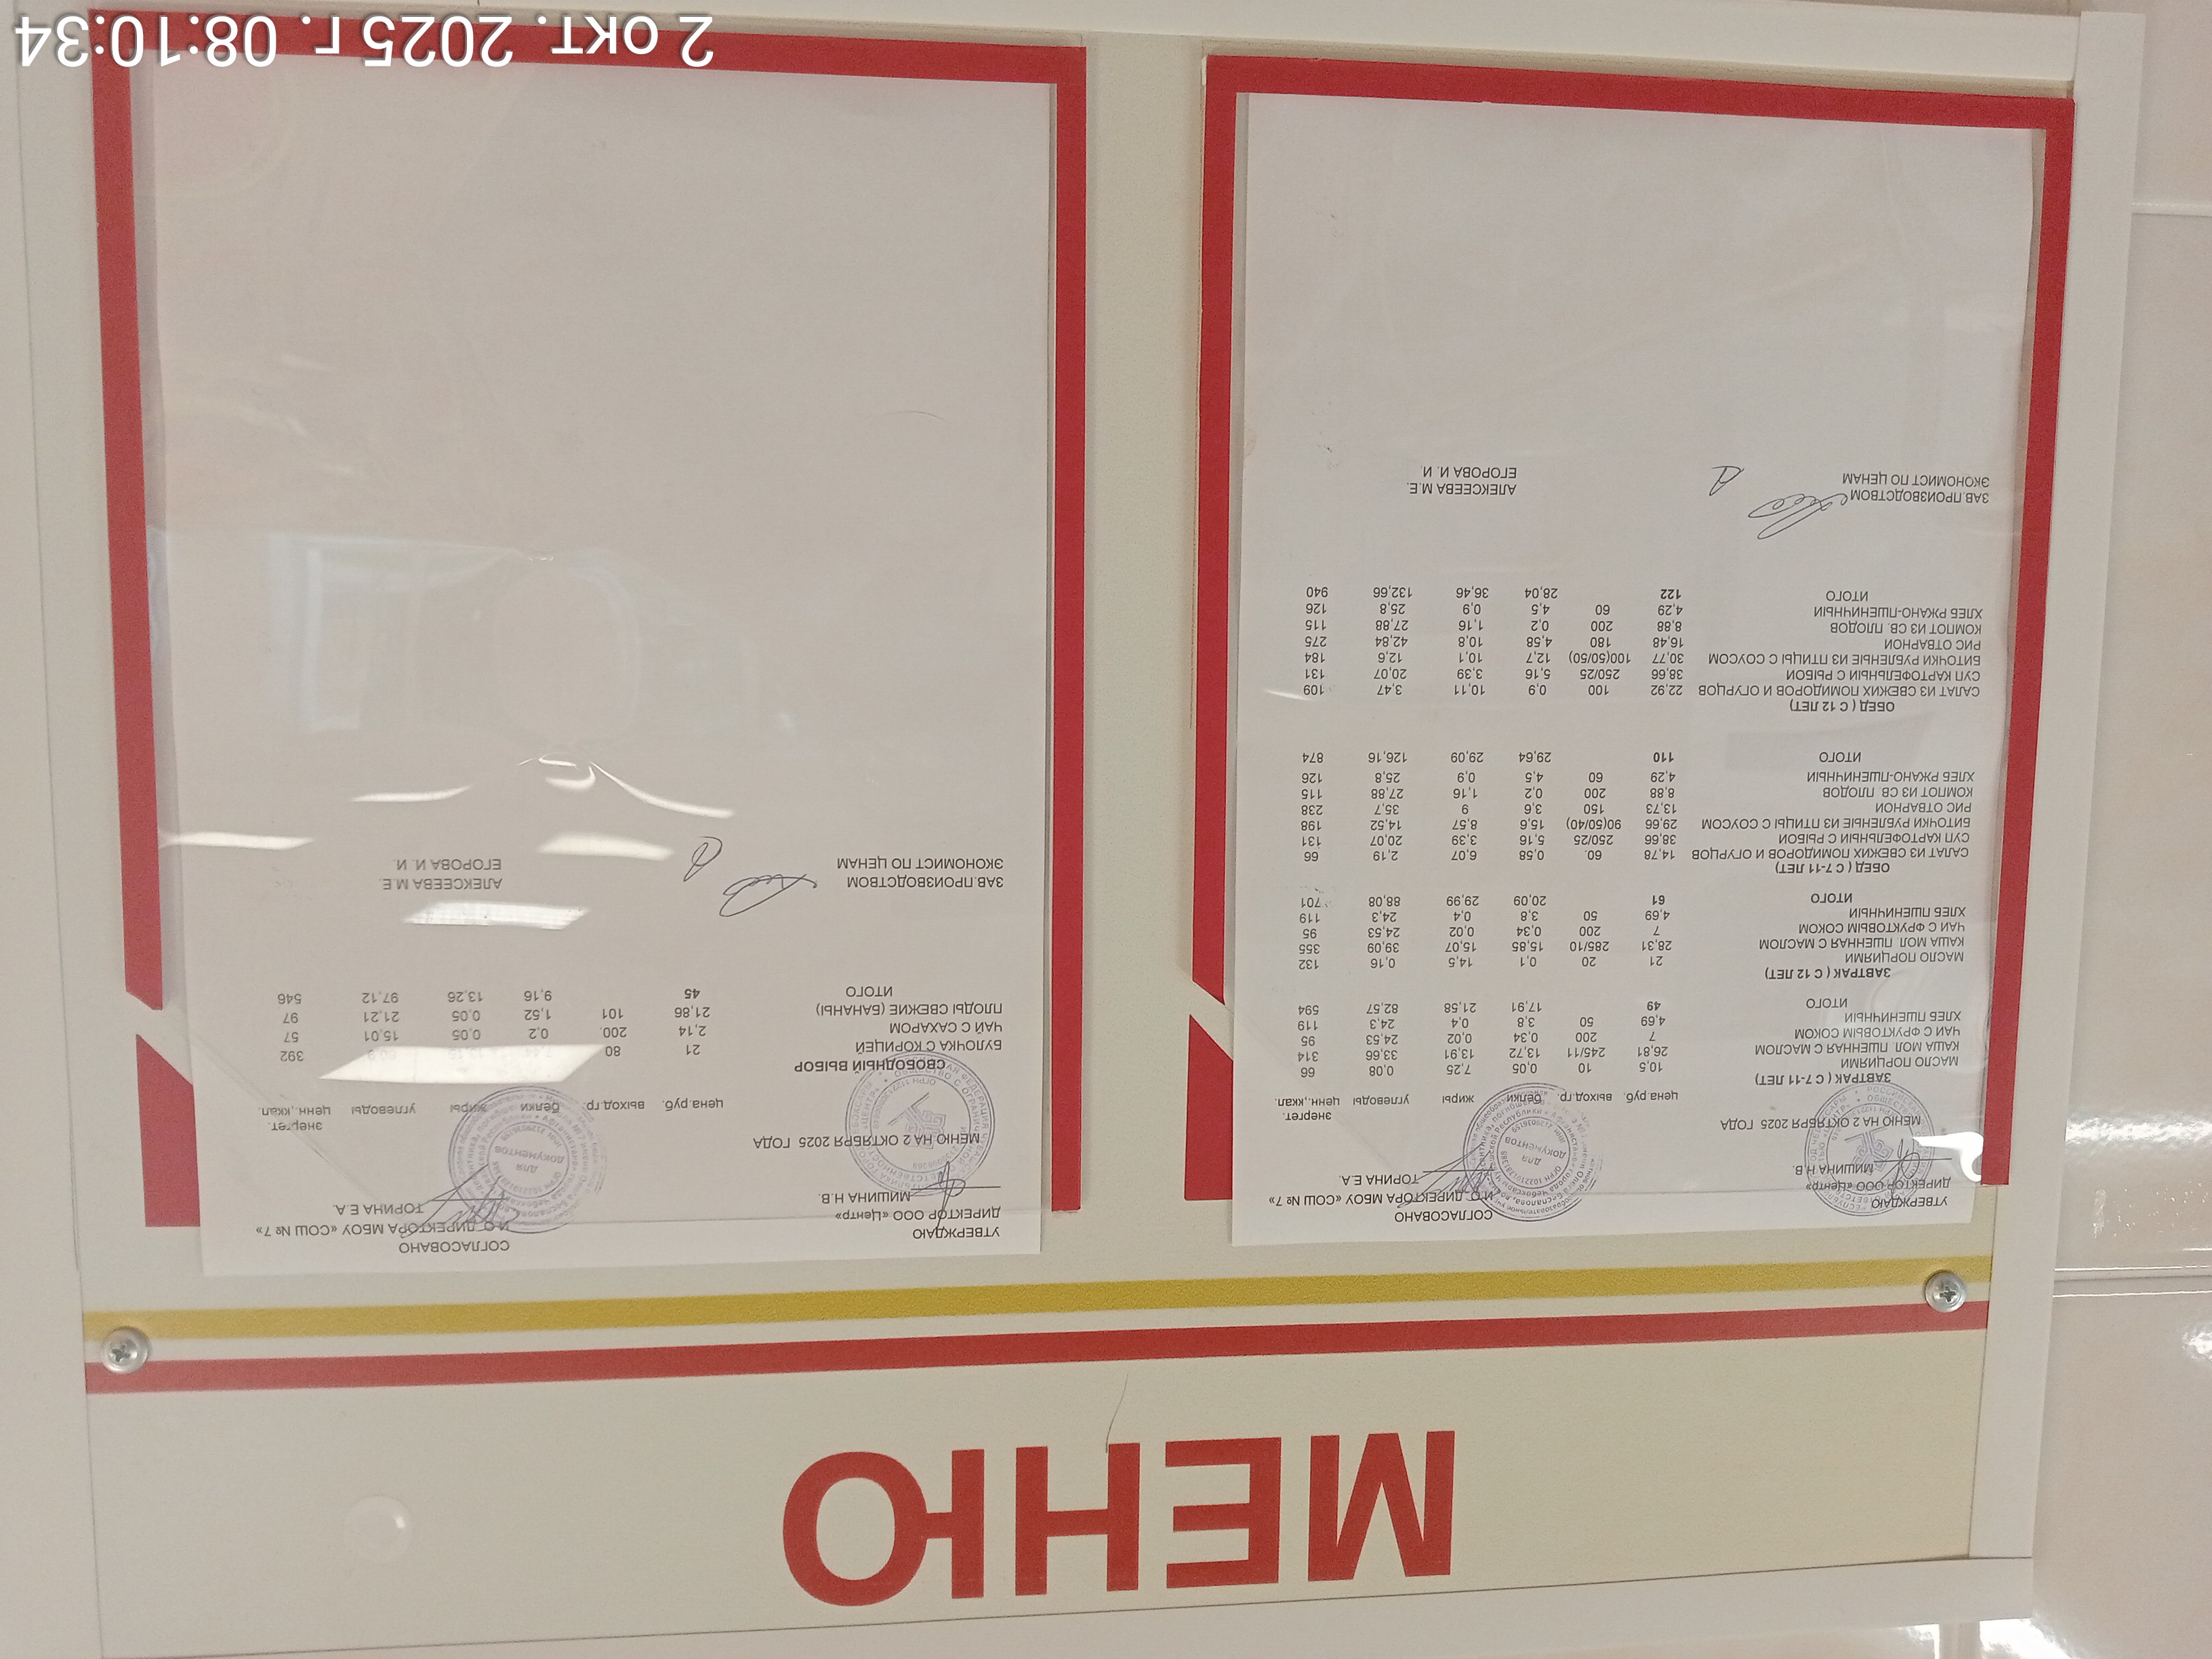 МЕНЮ
УТВЕРЖДАЮ СОГЛАСОВАНО
ДИРЕКТОР ООО «Центр» И.О. ДИРЕКТОРА МБОУ «СОШ № 7»
МИШИНА Н.В. ТОРИНА Е.А
МЕНЮ НА 2 ОКТЯБРЯ 2025 ГОДА
цена руб. выход гр. белки жиры углеводы энергет. ценн.,ккал.
ЗАВТРАК ( С 7-11 ЛЕТ)
МАСЛО ПОРЦИЯМИ 10,5 10 0,05 7,25 0,08 66
КАША МОЛ. ПШЕННАЯ С МАСЛОМ 26,81 245/11 13,72 13,91 33,66 314
ЧАЙ С ФРУКТОВЫМ СОКОМ 7 200 0,34 0,02 24,53 95
ХЛЕБ ПШЕНИЧНЫЙ 4,69 50 3,8 0,4 24,3 119
ИТОГО 49 17,91 21,58 82,57 594
ЗАВТРАК ( С 12 ЛЕТ)
МАСЛО ПОРЦИЯМИ 21 20 0,1 14,5 0,16 132
КАША МОЛ. ПШЕННАЯ С МАСЛОМ 28,31 285/10 15,85 15,07 39,09 355
ЧАЙ С ФРУКТОВЫМ СОКОМ 7 200 0,34 0,02 24,53 95
ХЛЕБ ПШЕНИЧНЫЙ 4,69 50 3,8 0,4 24,3 119
ИТОГО 61 20,09 29,99 88,08 701
ОБЕД ( С 7-11 ЛЕТ)
САЛАТ ИЗ СВЕЖИХ ПОМИДОРОВ И ОГУРЦОВ 14,78 60. 0,58 6,07 2,19 66
СУП КАРТОФЕЛЬНЫЙ С РЫБОЙ 38,66 250/25 5,16 3,39 20,07 131
БИТОЧКИ РУБЛЕНЫЕ ИЗ ПТИЦЫ С СОУСОМ 29,66 90(50/40) 15,6 8,57 14,52 198
РИС ОТВАРНОЙ 13,73 150 3,6 9 35,7 238
КОМПОТ ИЗ СВ. ПЛОДОВ 8,88 200 0,2 1,16 27,88 115
ХЛЕБ РЖАНО-ПШЕНИЧНЫЙ 4,29 60 4,5 0,9 25,8 126
ИТОГО 110 29,64 29,09 126,16 874
ОБЕД ( С 12 ЛЕТ)
САЛАТ ИЗ СВЕЖИХ ПОМИДОРОВ И ОГУРЦОВ 22,92 100 0,9 10,11 3,47 109
СУП КАРТОФЕЛЬНЫЙ С РЫБОЙ 38,66 250/25 5,16 3,39 20,07 131
БИТОЧКИ РУБЛЕНЫЕ ИЗ ПТИЦЫ С СОУСОМ 30,77 100(50/50) 12,7 10,1 12,6 184
РИС ОТВАРНОЙ 16,48 180 4,58 10,8 42,84 275
КОМПОТ ИЗ СВ. ПЛОДОВ 8,88 200 0,2 1,16 27,88 115
ХЛЕБ РЖАНО-ПШЕНИЧНЫЙ 4,29 60 4,5 0,9 25,8 126
ИТОГО 122 28,04 36,46 132,66 940
ЗАВ.ПРОИЗВОДСТВОМ АЛЕКСЕЕВА М.Е.
ЭКОНОМИСТ ПО ЦЕНАМ ЕГОРОВА И. И.
УТВЕРЖДАЮ СОГЛАСОВАНО
ДИРЕКТОР ООО «Центр» И.О. ДИРЕКТОРА МБОУ «СОШ № 7»
МИШИНА Н.В. ТОРИНА Е.А
МЕНЮ НА 2 ОКТЯБРЯ 2025 ГОДА
цена руб. выход гр. белки жиры углеводы энергет. ценн.,ккал.
СВОБОДНЫЙ ВЫБОР
БУЛОЧКА С КОРИЦЕЙ 21 80 392
ЧАЙ С САХАРОМ 2,14 200. 0,2 0,05 15,01 57
ПЛОДЫ СВЕЖИЕ (БАНАНЫ) 21,86 101 1,52 0,05 21,21 97
ИТОГО 45 9,16 13,26 97,12 546
ЗАВ.ПРОИЗВОДСТВОМ АЛЕКСЕЕВА М.Е.
ЭКОНОМИСТ ПО ЦЕНАМ ЕГОРОВА И. И.
2 окт. 2025 г. 08:10:34